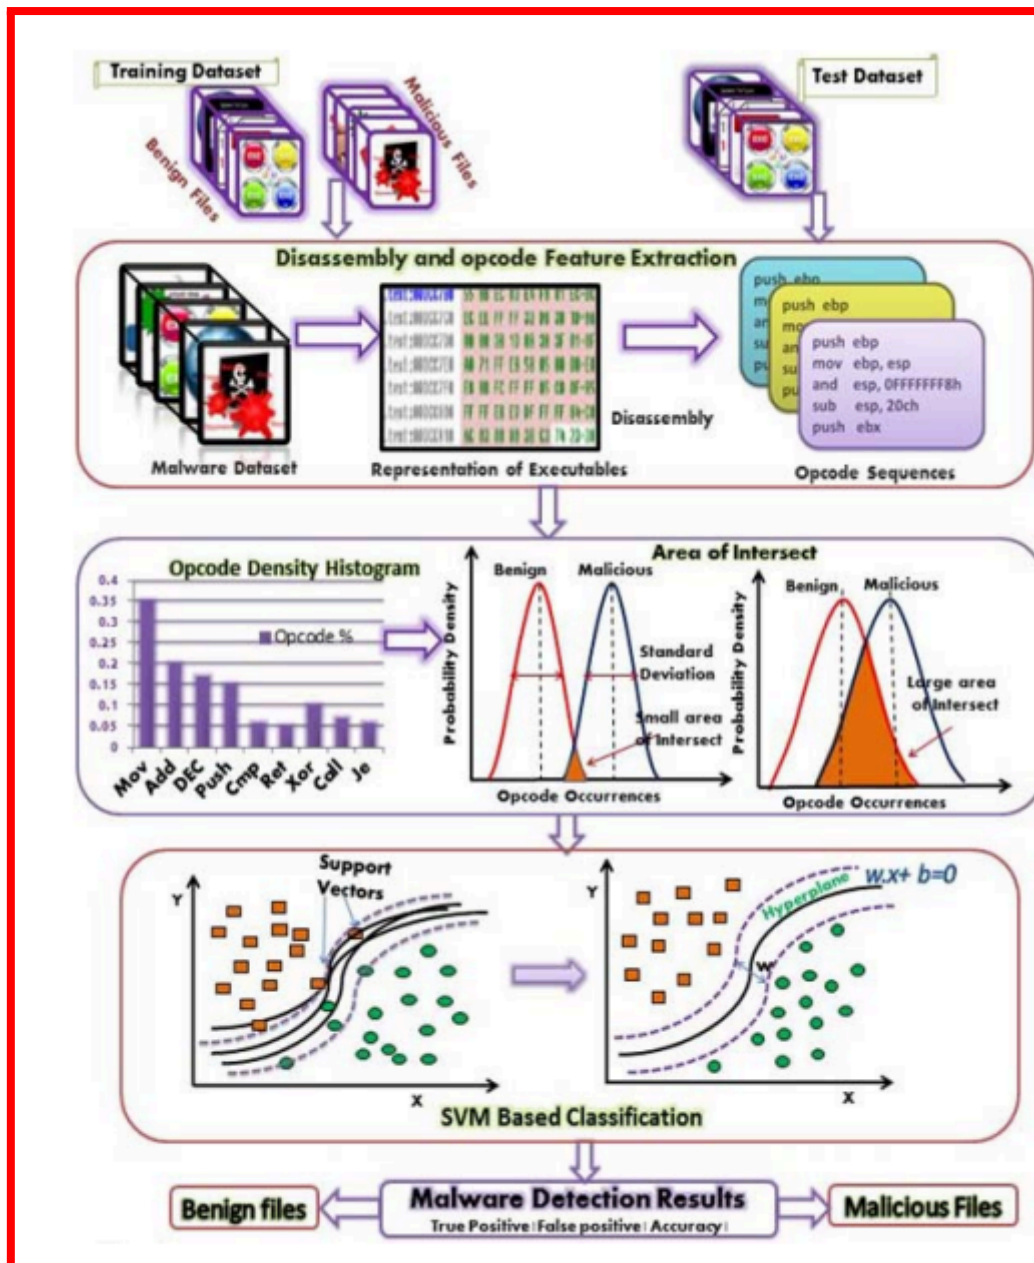 Training Dataset
Test Dataset
Benign Files
Malicious Files
Disassembly and opcode Feature Extraction
push ebp
push ebp
push ebp
mov ebp, esp
and esp, 0FFFFFFF8h
sub esp, 20ch
push ebx
Disassembly
Malware Dataset
Representation of Executables
Opcode Sequences
Opcode Density Histogram
0.4
0.35
0.3
0.25
0.2
0.15
0.1
0.05
0
Opcode %
Mov
Add
DEC
Push
Cmp
Ret
Xor
Call
Je
Area of Intersect
Probability Density
Benign
Malicious
Standard
Deviation
Small area
of Intersect
Opcode Occurrences
Probability Density
Benign
Malicious
Large area
of Intersect
Opcode Occurrences
Support
Vectors
Y
X
Y
Hyperplane
w.x+ b=0
w
X
SVM Based Classification
Benign files
Malware Detection Results
True Positive | False positive | Accuracy |
Malicious Files